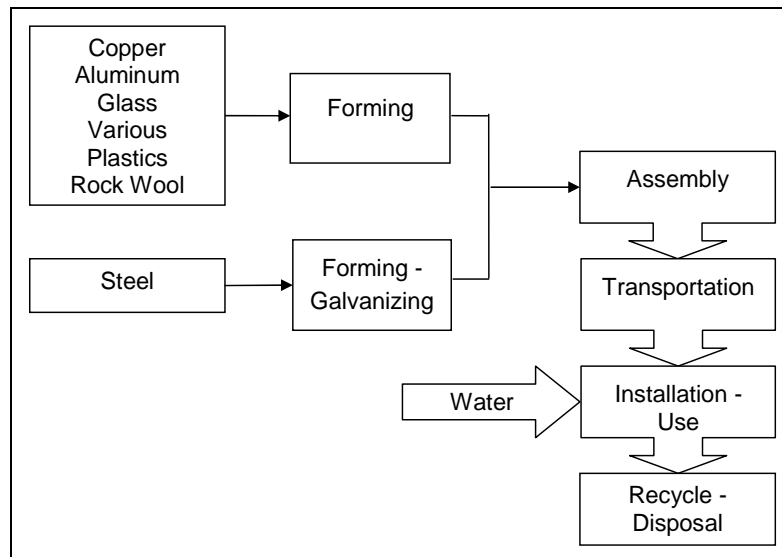 Copper
Aluminum
Glass
Various
Plastics
Rock Wool
Forming
Assembly
Steel
Forming -
Galvanizing
Transportation
Water
Installation -
Use
Recycle -
Disposal